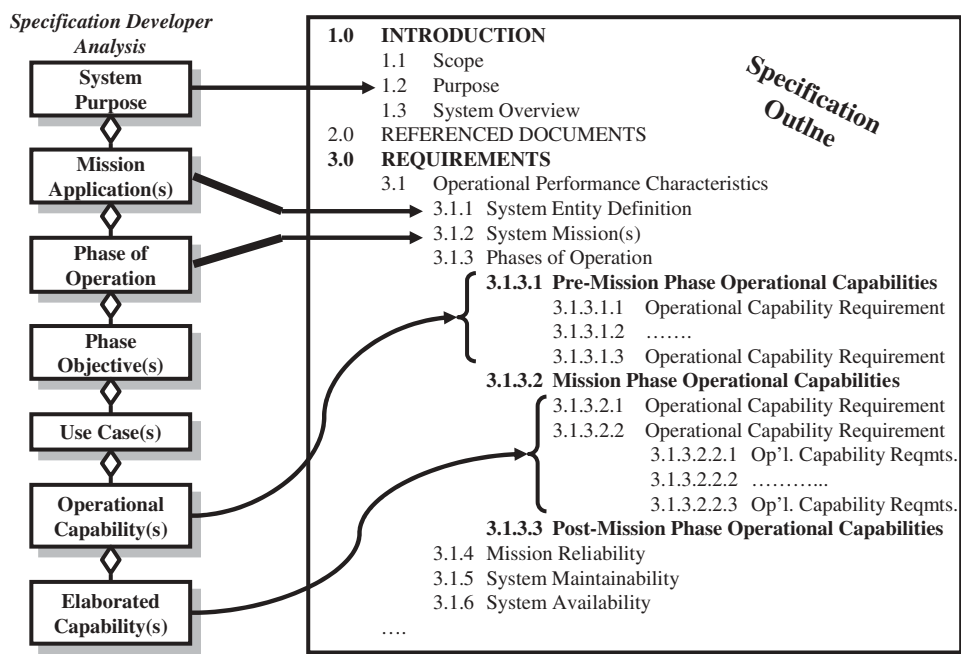 Specification Developer
Analysis
System
Purpose
Mission
Application(s)
Phase of
Operation
Phase
Objective(s)
Use Case(s)
Operational
Capability(s)
Elaborated
Capability(s)
1.0 INTRODUCTION
1.1 Scope
1.2 Purpose
1.3 System Overview
2.0 REFERENCED DOCUMENTS
3.0 REQUIREMENTS
3.1 Operational Performance Characteristics
3.1.1 System Entity Definition
3.1.2 System Mission(s)
3.1.3 Phases of Operation
3.1.3.1 Pre-Mission Phase Operational Capabilities
3.1.3.1.1 Operational Capability Requirement
3.1.3.1.2 …….
3.1.3.1.3 Operational Capability Requirement
3.1.3.2 Mission Phase Operational Capabilities
3.1.3.2.1 Operational Capability Requirement
3.1.3.2.2 Operational Capability Requirement
3.1.3.2.2.1 Op'l. Capability Reqmts.
3.1.3.2.2.2 ………...
3.1.3.2.2.3 Op'l. Capability Reqmts.
3.1.3.3 Post-Mission Phase Operational Capabilities
3.1.4 Mission Reliability
3.1.5 System Maintainability
3.1.6 System Availability
….
Specification
Outlne